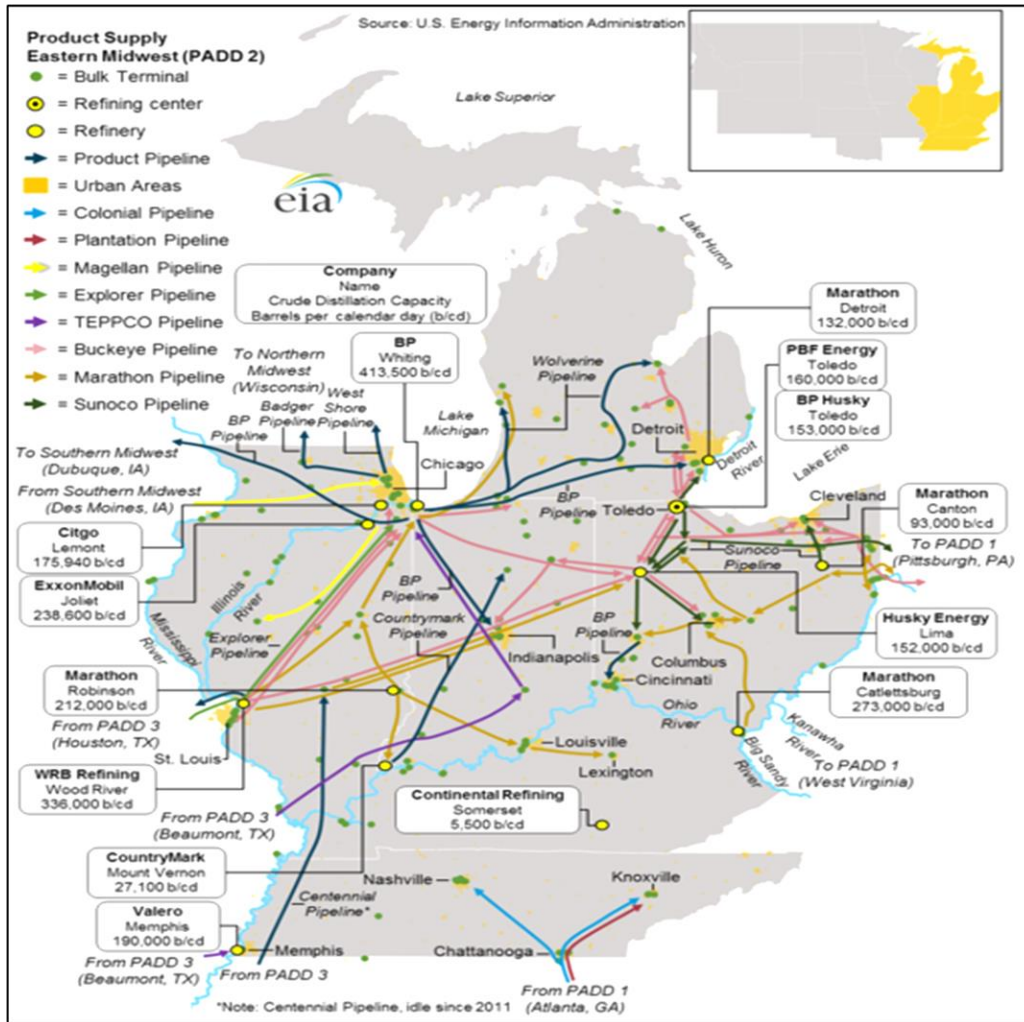 Source: U.S. Energy Information Administration
Product Supply
Eastern Midwest (PADD 2)
= Bulk Terminal
= Refining center
= Refinery
= Product Pipeline
= Urban Areas
= Colonial Pipeline
= Plantation Pipeline
= Magellan Pipeline
= Explorer Pipeline
= TEPPCO Pipeline
= Buckeye Pipeline
= Marathon Pipeline
= Sunoco Pipeline
eia
Lake Superior
Lake Huron
Company
Name
Crude Distillation Capacity
Barrels per calendar day (b/cd)
Marathon
Detroit
132,000 b/cd
PBF Energy
Toledo
160,000 b/cd
BP Husky
Toledo
153,000 b/cd
BP
Whiting
413,500 b/cd
To Northern
Midwest
(Wisconsin)
Badger
Pipeline
West
Shore
Pipeline
BP
Pipeline
Lake
Michigan
Wolverine
Pipeline
Detroit
Detroit
River
Lake Erie
To Southern Midwest
(Dubuque, IA)
From Southern Midwest
(Des Moines, IA)
Chicago
BP
Pipeline
Toledo
Cleveland
Marathon
Canton
93,000 b/cd
To PADD 1
(Pittsburgh, PA)
Citgo
Lemont
175,940 b/cd
ExxonMobil
Joliet
238,600 b/cd
Sunoco
Pipeline
Illinois
River
Mississippi
River
BP
Pipeline
Countrymark
Pipeline
Explorer
Pipeline
BP
Pipeline
Indianapolis
Columbus
Cincinnati
Husky Energy
Lima
152,000 b/cd
Marathon
Robinson
212,000 b/cd
From PADD 3
(Houston, TX)
St. Louis
Marathon
Catlettsburg
273,000 b/cd
Ohio
River
Kanawha
River
Big Sandy
River
To PADD 1
(West Virginia)
Louisville
Lexington
WRB Refining
Wood River
336,000 b/cd
From PADD 3
(Beaumont, TX)
Continental Refining
Somerset
5,500 b/cd
CountryMark
Mount Vernon
27,100 b/cd
Nashville
Knoxville
Centennial
Pipeline*
Valero
Memphis
190,000 b/cd
Memphis
Chattanooga
From PADD 3
(Beaumont, TX)
From PADD 3
From PADD 1
(Atlanta, GA)
*Note: Centennial Pipeline, idle since 2011